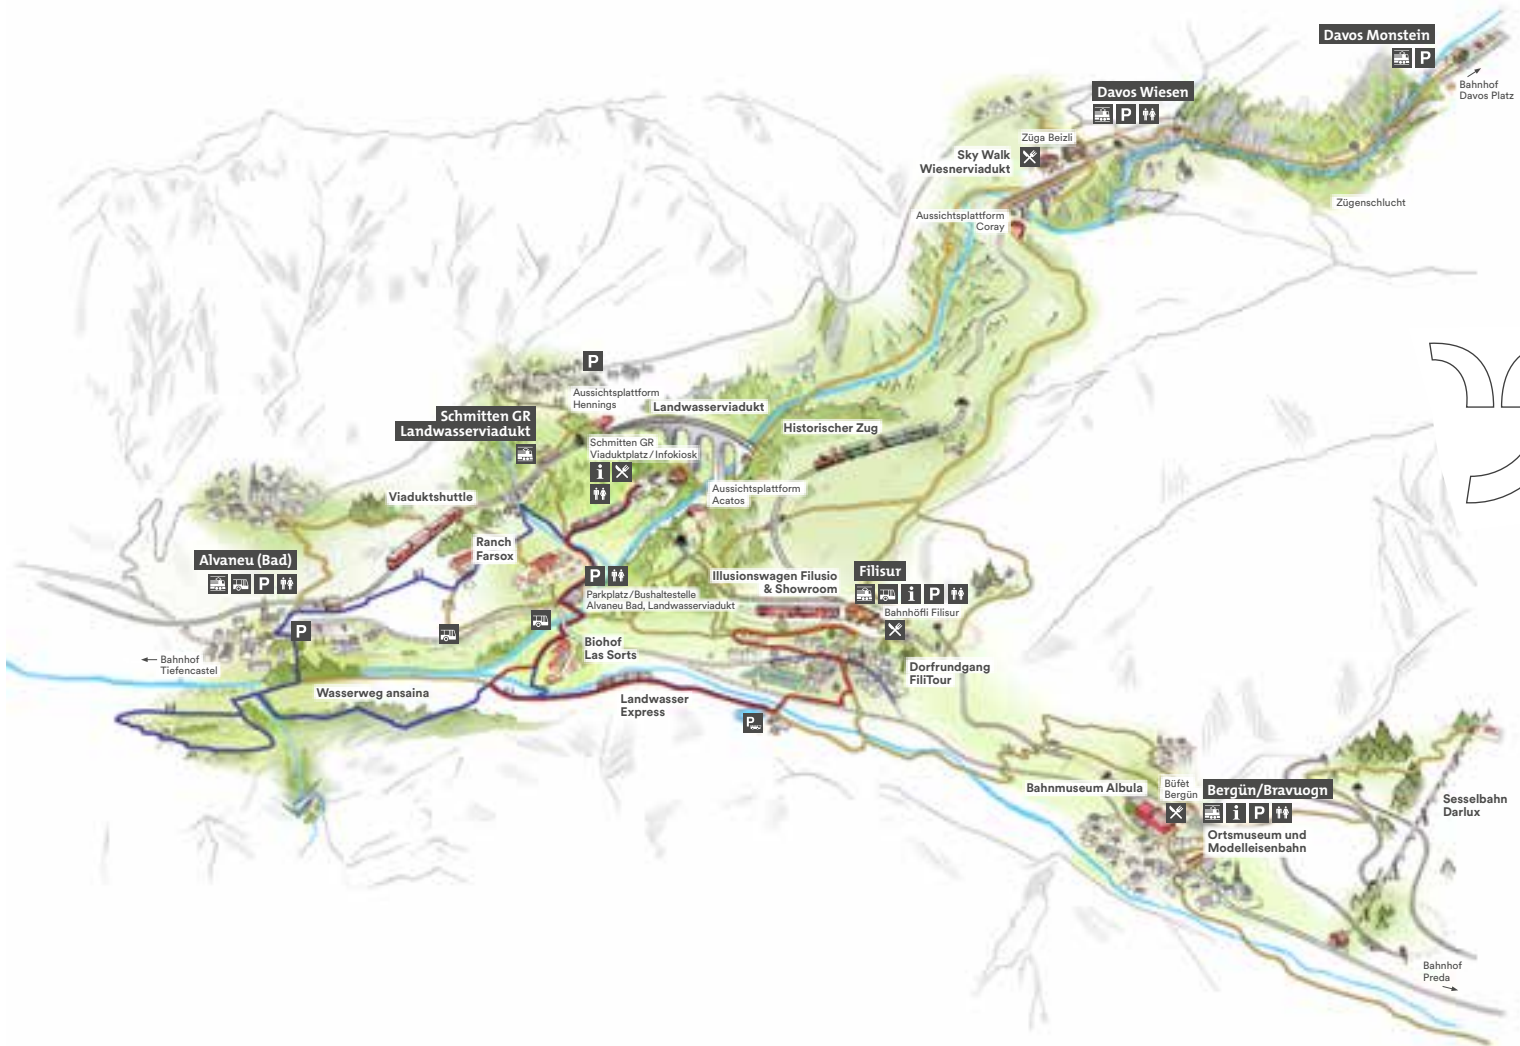 Davos Monstein
P
Bahnhof
Davos Platz
Davos Wiesen
P
Züga Beizli
Sky Walk
Wiesnerviadukt
Zügenschlucht
Aussichtsplattform
Coray
P
Aussichtsplattform
Hennings
Landwasserviadukt
Schmitten GR
Landwasserviadukt
Historischer Zug
Schmitten GR
Viaduktplatz / Infokiosk
i
Aussichtsplattform
Acatos
Viaduktshuttle
Ranch
Farsox
Alvaneu (Bad)
P
P
Parkplatz / Bushaltestelle
Alvaneu Bad, Landwasserviadukt
Illusionswagen Filusio
& Showroom
Filisur
i P
Bahnhöfli Filisur
P
Bahnhof
Tiefencastel
Biohof
Las Sorts
Dorfrundgang
FiliTour
Wasserweg ansaina
Landwasser
Express
P
Bahnmuseum Albula
Büfèt
Bergün
Bergün/Bravuogn
i P
Ortsmuseum und
Modelleisenbahn
Sesselbahn
Darlux
Bahnhof
Preda